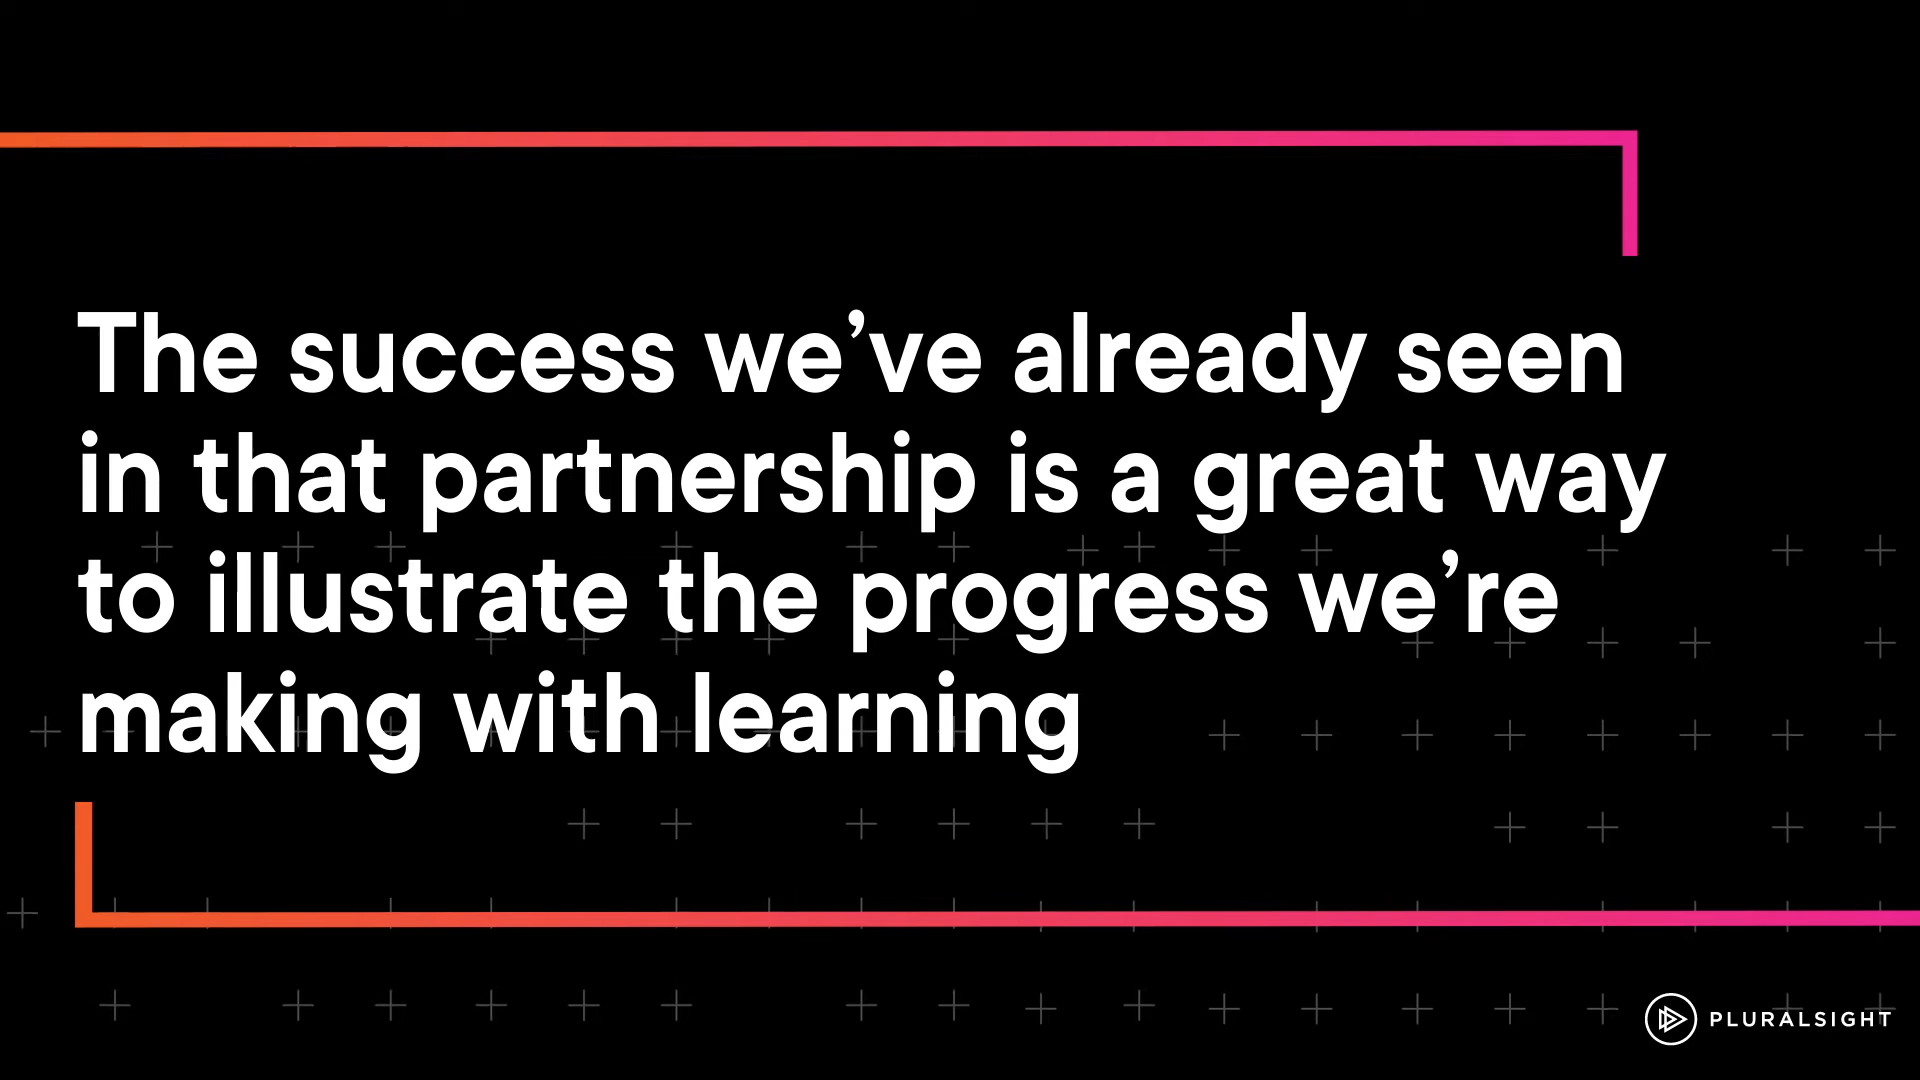 The success we’ve already seen
in that partnership is a great way
to illustrate the progress we’re
making with learning
PLURALSIGHT